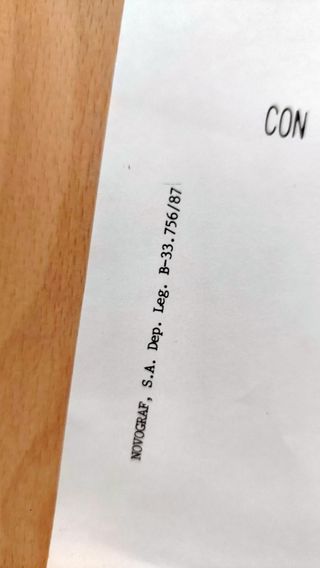 CON
NOVOGRAF, S.A. Dep. Leg. B-33.756/87